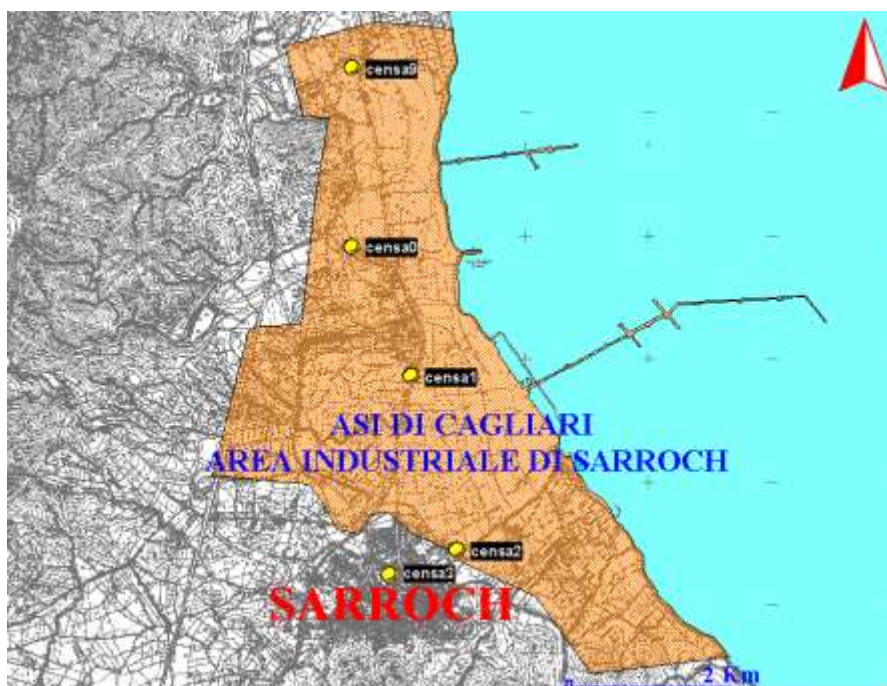 censa9
censa0
censa1
ASI DI CAGLIARI
AREA INDUSTRIALE DI SARROCH
censa2
censa3
SARROCH
2 Km